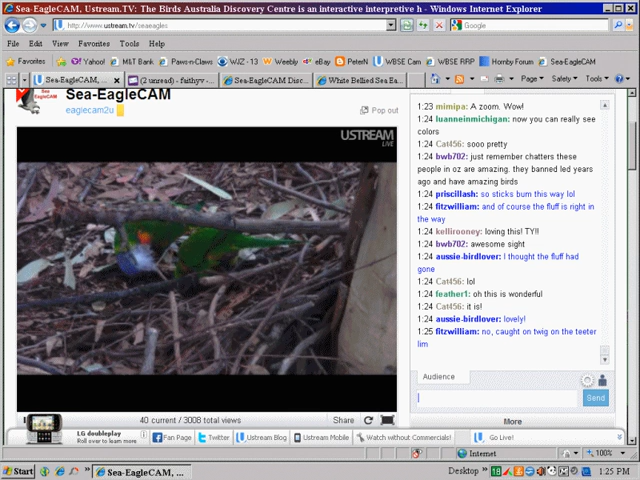 Sea-EagleCAM, Ustream.TV: The Birds Australia Discovery Centre is an interactive interpretive h - Windows Internet Explorer
http://www.ustream.tv/seaeagles
Google
File Edit View Favorites Tools Help
Favorites Yahoo! M&T Bank Paws-n-Claws WJZ - 13 Weebly eBay PeterN WBSE Cam WBSE RRP Hornby Forum Sea-EagleCAM
Sea-EagleCAM, ... (2 unread) - faithyv ... Sea-EagleCAM Disc... White Bellied Sea Ea...
Page Safety Tools
Sea
EagleCAM
Sea-EagleCAM
eaglecam2u
Pop out
USTREAM
LIVE
1:23 mimipa: A zoom. Wow!
1:24 luanneinmichigan: now you can really see
colors
1:24 Cat456: sooo pretty
1:24 bwb702: just remember chatters these
people in oz are amazing. they banned led years
ago and have amazing birds
1:24 priscillash: so sticks bum this way lol
1:24 fitzwilliam: and of course the fluff is right in
the way
1:24 kellirooney: loving this! TY!!
1:24 bwb702: awesome sight
1:24 aussie-birdlover: I thought the fluff had
gone
1:24 Cat456: lol
1:24 feather1: oh this is wonderful
1:24 Cat456: it is!
1:24 aussie-birdlover: lovely!
1:25 fitzwilliam: no, caught on twig on the teeter
lim
Audience
Send
More
40 current / 3008 total views
Share
LG doubleplay
Roll over to learn more.
Fan Page Twitter Ustream Blog Ustream Mobile Watch without Commercials! Go Live!
Internet 100%
Start Sea-EagleCAM, ... Desktop 18 1:25 PM